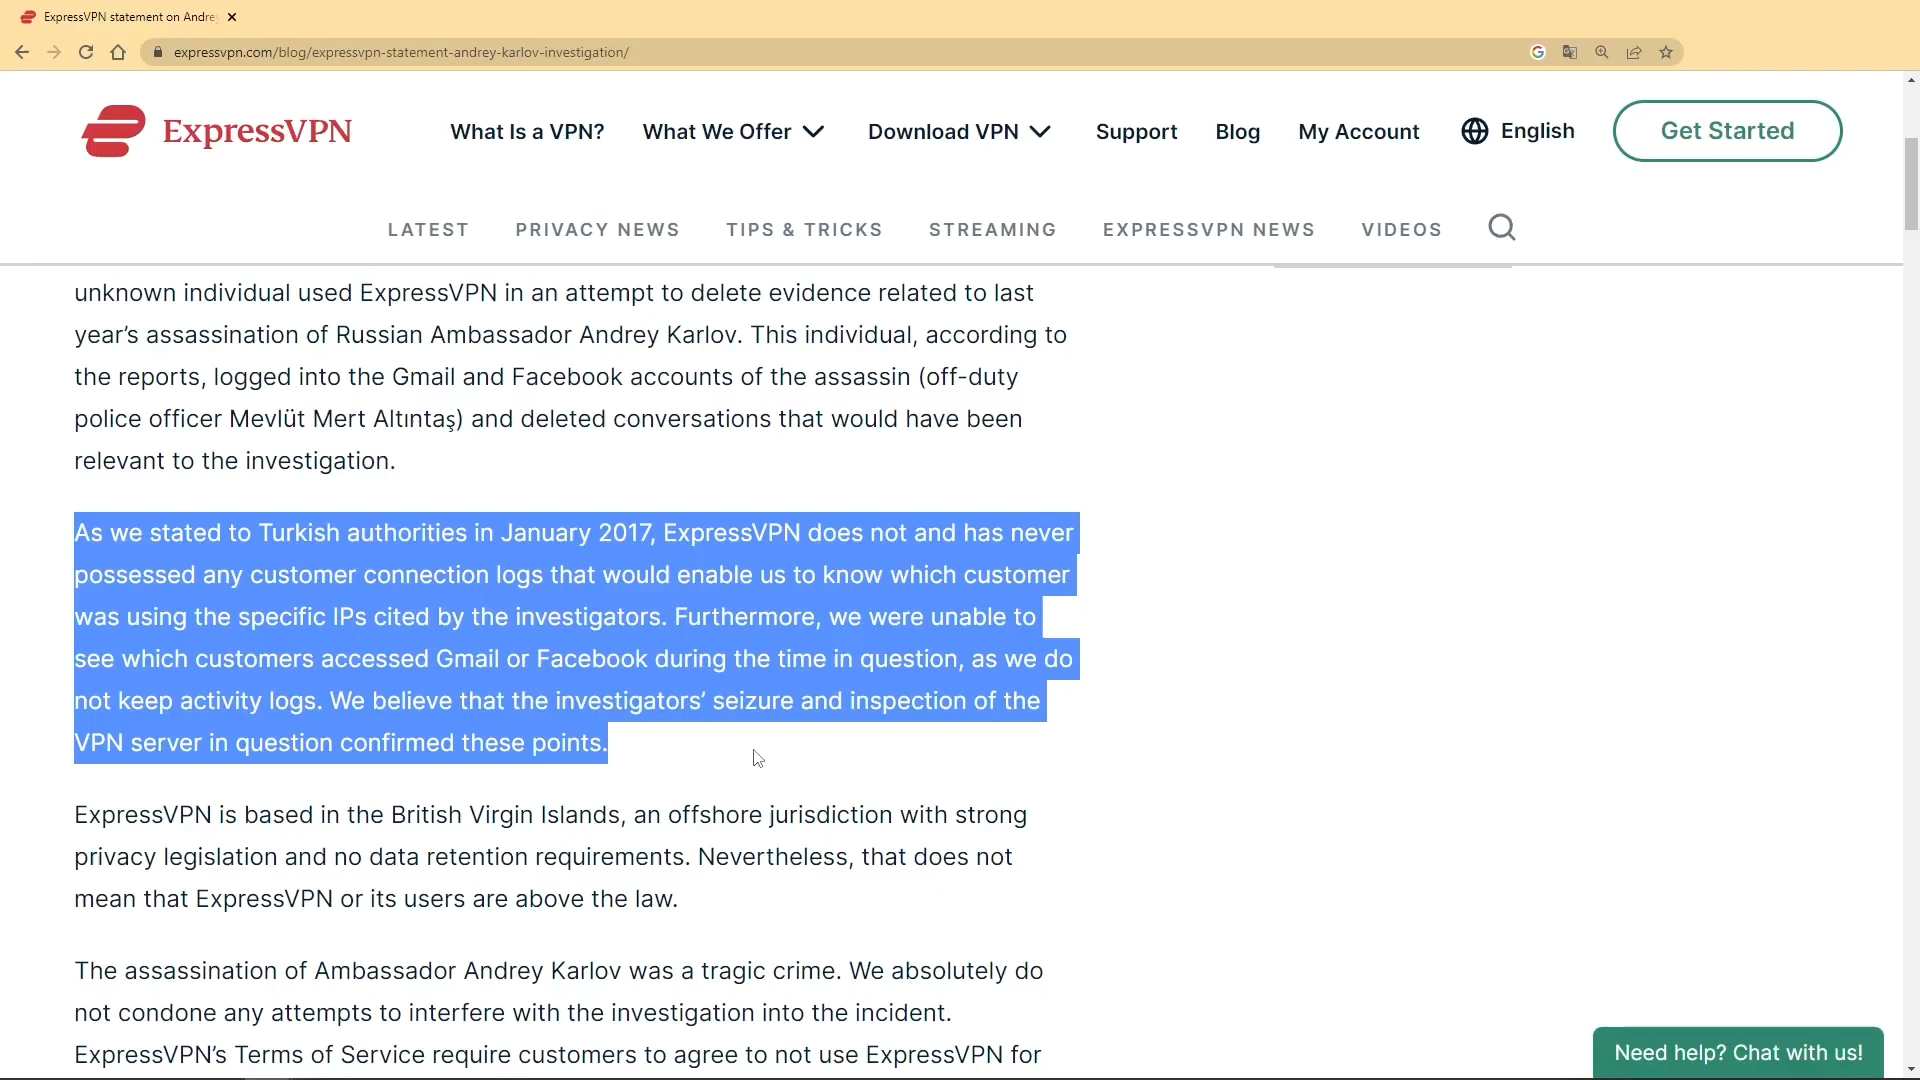 ExpressVPN statement on Andre
expressvpn.com/blog/expressvpn-statement-andrey-karlov-investigation/
ExpressVPN
What Is a VPN?
What We Offer
Download VPN
Support
Blog
My Account
English
Get Started
LATEST
PRIVACY NEWS
TIPS & TRICKS
STREAMING
EXPRESSVPN NEWS
VIDEOS
unknown individual used ExpressVPN in an attempt to delete evidence related to last
year’s assassination of Russian Ambassador Andrey Karlov. This individual, according to
the reports, logged into the Gmail and Facebook accounts of the assassin (off-duty
police officer Mevlüt Mert Altıntaş) and deleted conversations that would have been
relevant to the investigation.
As we stated to Turkish authorities in January 2017, ExpressVPN does not and has never
possessed any customer connection logs that would enable us to know which customer
was using the specific IPs cited by the investigators. Furthermore, we were unable to
see which customers accessed Gmail or Facebook during the time in question, as we do
not keep activity logs. We believe that the investigators’ seizure and inspection of the
VPN server in question confirmed these points.
ExpressVPN is based in the British Virgin Islands, an offshore jurisdiction with strong
privacy legislation and no data retention requirements. Nevertheless, that does not
mean that ExpressVPN or its users are above the law.
The assassination of Ambassador Andrey Karlov was a tragic crime. We absolutely do
not condone any attempts to interfere with the investigation into the incident.
ExpressVPN’s Terms of Service require customers to agree to not use ExpressVPN for
Need help? Chat with us!